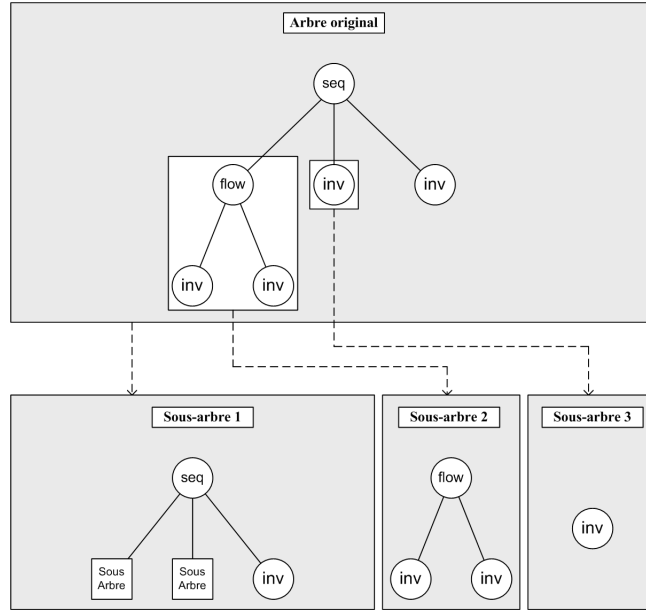 Arbre original
seq
flow
inv
inv
inv
inv
Sous-arbre 1
Sous-arbre 2
Sous-arbre 3
seq
flow
inv
Sous
Arbre
Sous
Arbre
inv
inv
inv